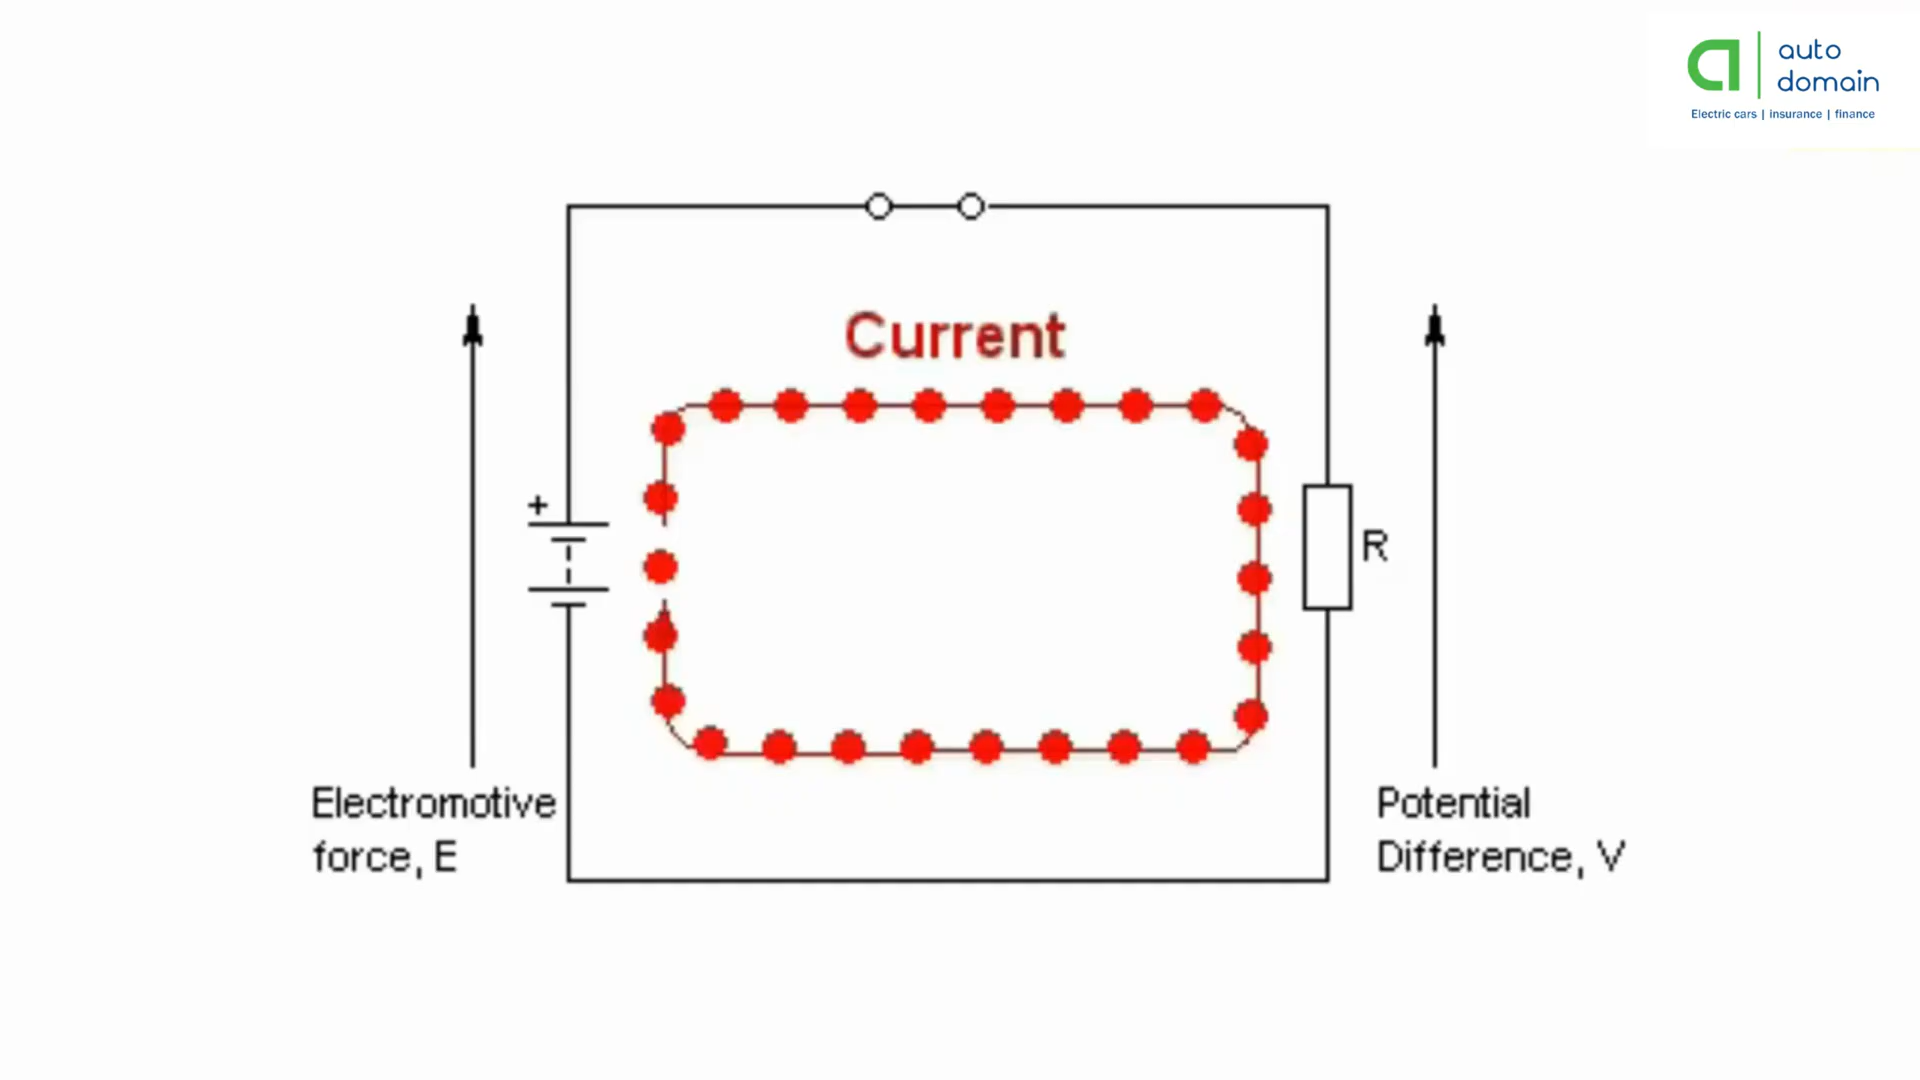 auto
domain
Electric cars | insurance | finance
Current
+
R
Electromotive
force, E
Potential
Difference, V